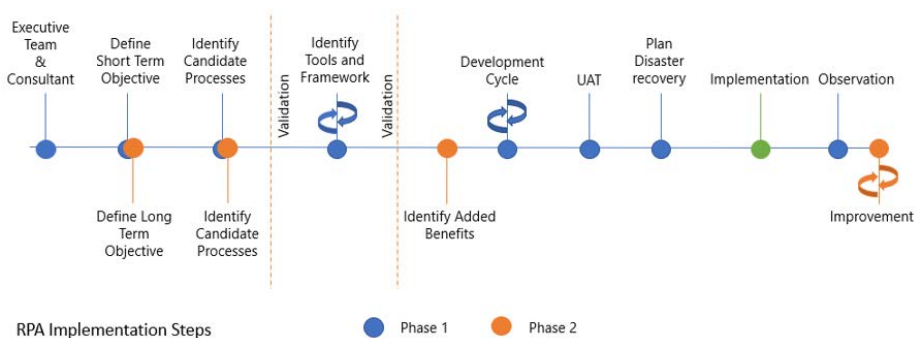 Executive
Team
&
Consultant
Define
Short Term
Objective
Identify
Candidate
Processes
Validation
Identify
Tools and
Framework
Validation
Development
Cycle
UAT
Plan
Disaster
recovery
Implementation
Observation
Define Long
Term
Objective
Identify
Candidate
Processes
Identify Added
Benefits
Improvement
RPA Implementation Steps
Phase 1
Phase 2